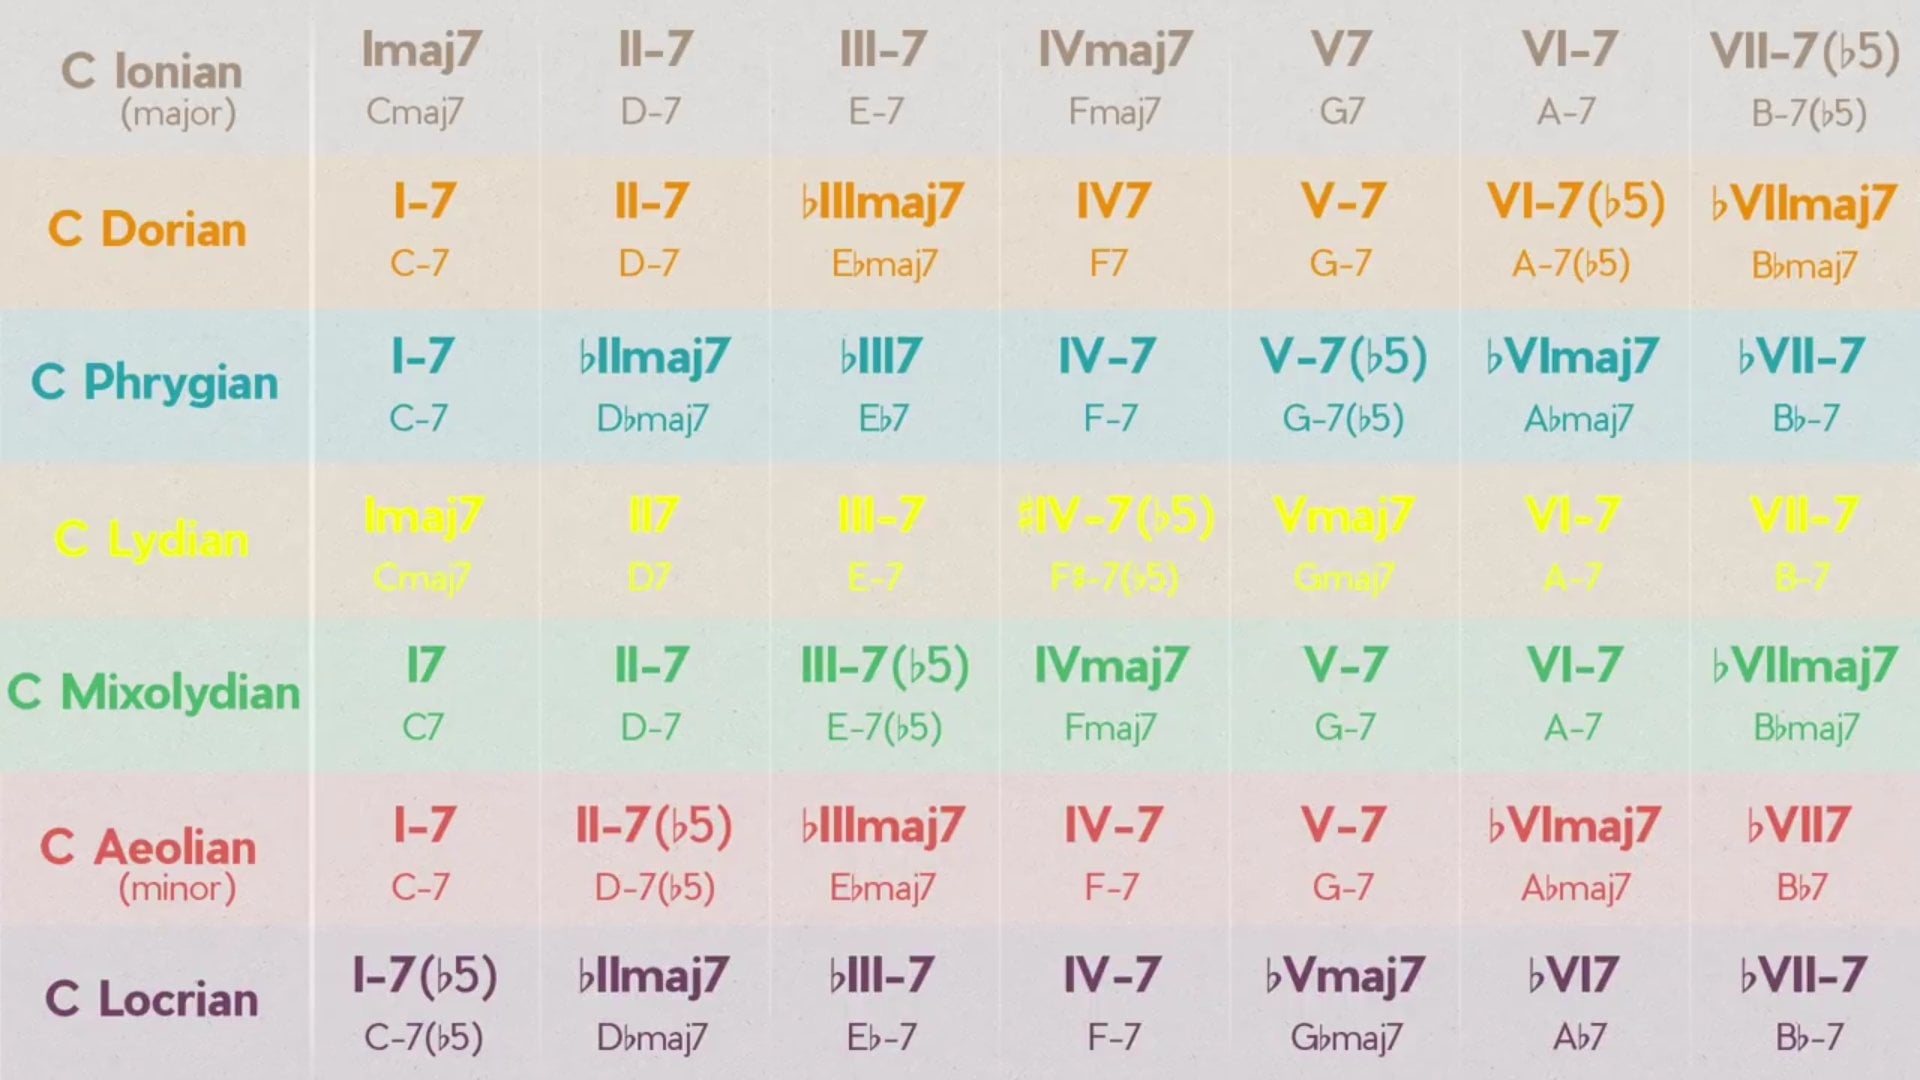 C Ionian
(major)
Imaj7 II-7 III-7 IVmaj7 V7 VI-7 VII-7(♭5)
Cmaj7 D-7 E-7 Fmaj7 G7 A-7 B-7(♭5)
C Dorian
I-7 II-7 ♭IIImaj7 IV7 V-7 VI-7(♭5) ♭VIImaj7
C-7 D-7 E♭maj7 F7 G-7 A-7(♭5) B♭maj7
C Phrygian
I-7 ♭IImaj7 ♭III7 IV-7 V-7(♭5) ♭VImaj7 ♭VII-7
C-7 D♭maj7 E♭7 F-7 G-7(♭5) A♭maj7 B♭-7
C Lydian
Imaj7 II7 III-7 ♯IV-7(♭5) Vmaj7 VI-7 VII-7
Cmaj7 D7 E-7 F♯-7(♭5) Gmaj7 A-7 B-7
C Mixolydian
I7 II-7 III-7(♭5) IVmaj7 V-7 VI-7 ♭VIImaj7
C7 D-7 E-7(♭5) Fmaj7 G-7 A-7 B♭maj7
C Aeolian
(minor)
I-7 II-7(♭5) ♭IIImaj7 IV-7 V-7 ♭VImaj7 ♭VII7
C-7 D-7(♭5) E♭maj7 F-7 G-7 A♭maj7 B♭7
C Locrian
I-7(♭5) ♭IImaj7 ♭III-7 IV-7 ♭Vmaj7 ♭VI7 ♭VII-7
C-7(♭5) D♭maj7 E♭-7 F-7 G♭maj7 A♭7 B♭-7